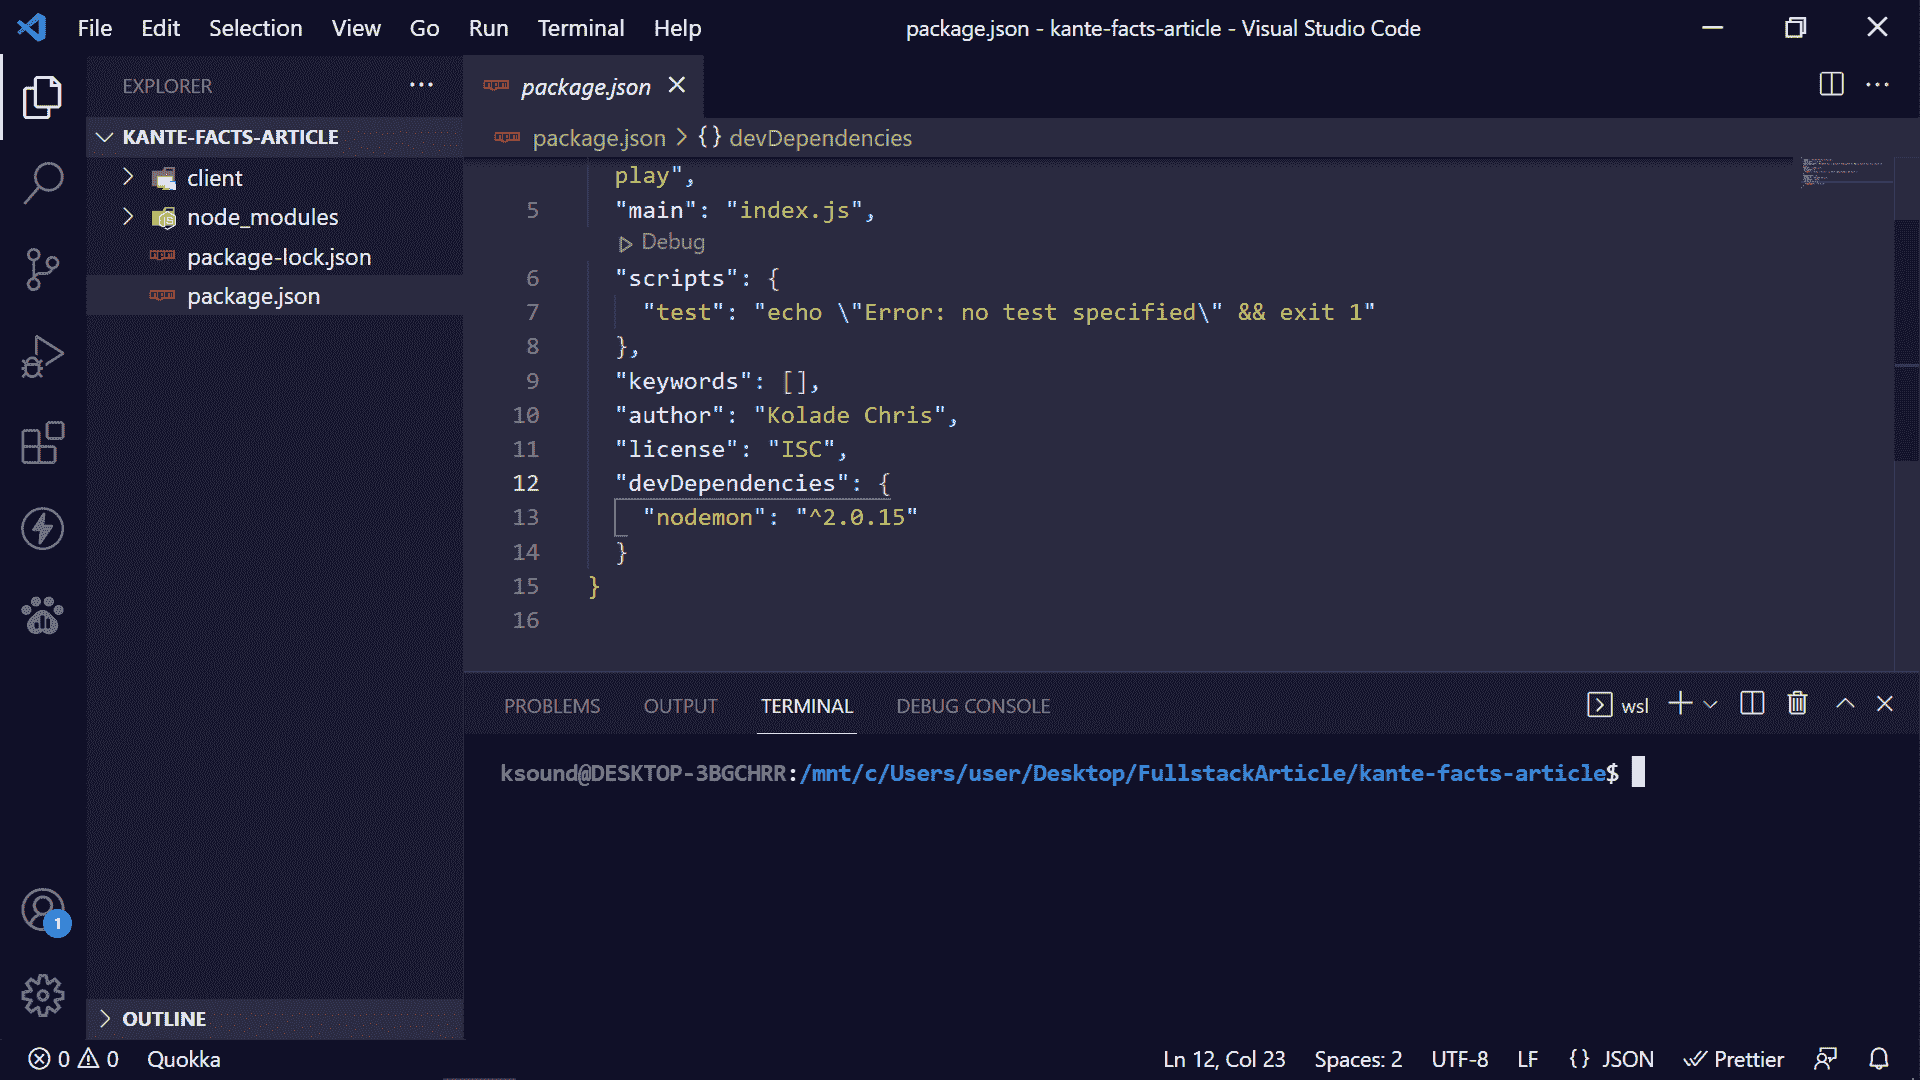 File Edit Selection View Go Run Terminal Help
package.json - kante-facts-article - Visual Studio Code
EXPLORER
KANTE-FACTS-ARTICLE
client
node_modules
package-lock.json
package.json
OUTLINE
package.json
package.json > {} devDependencies
play",
5 "main": "index.js",
Debug
6 "scripts": {
7 "test": "echo \"Error: no test specified\" && exit 1"
8 },
9 "keywords": [],
10 "author": "Kolade Chris",
11 "license": "ISC",
12 "devDependencies": {
13 "nodemon": "^2.0.15"
14 }
15 }
16
PROBLEMS OUTPUT TERMINAL DEBUG CONSOLE
wsl
ksound@DESKTOP-3BGCHRR:/mnt/c/Users/user/Desktop/FullstackArticle/kante-facts-article$
1
0 0 Quokka
Ln 12, Col 23 Spaces: 2 UTF-8 LF {} JSON Prettier